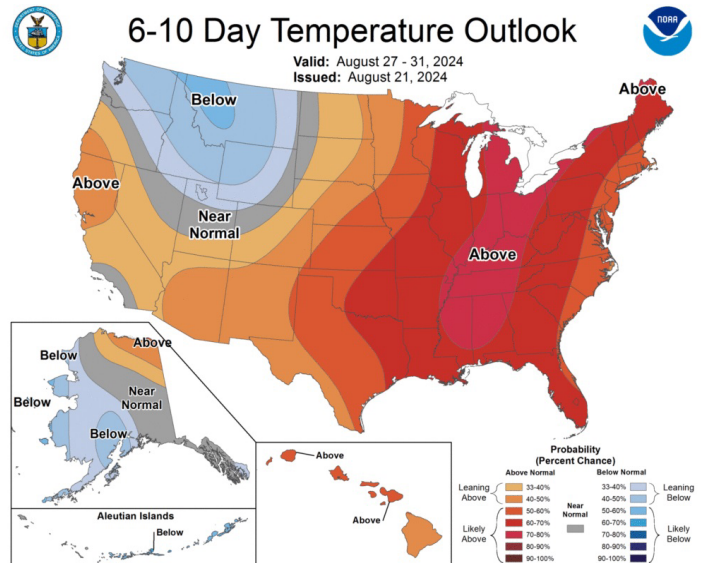 6-10 Day Temperature Outlook
Valid: August 27 - 31, 2024
Issued: August 21, 2024
NOAA
Below
Above
Above
Near
Normal
Above
Below
Above
Below
Near
Normal
Below
Aleutian Islands
Below
Above
Above
Probability
(Percent Chance)
Above Normal
Below Normal
Leaning
Above
33-40%
40-50%
Likely
Above
50-60%
60-70%
70-80%
80-90%
90-100%
Near
Normal
33-40%
40-50%
Leaning
Below
50-60%
60-70%
70-80%
80-90%
90-100%
Likely
Below